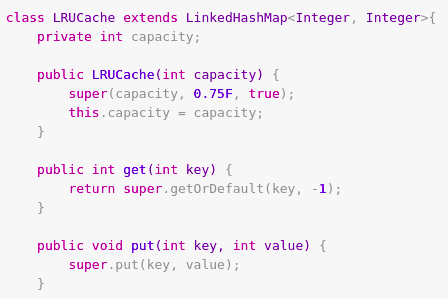 class LRUCache extends LinkedHashMap<Integer, Integer>{
    private int capacity;

    public LRUCache(int capacity) {
        super(capacity, 0.75F, true);
        this.capacity = capacity;
    }

    public int get(int key) {
        return super.getOrDefault(key, -1);
    }

    public void put(int key, int value) {
        super.put(key, value);
    }